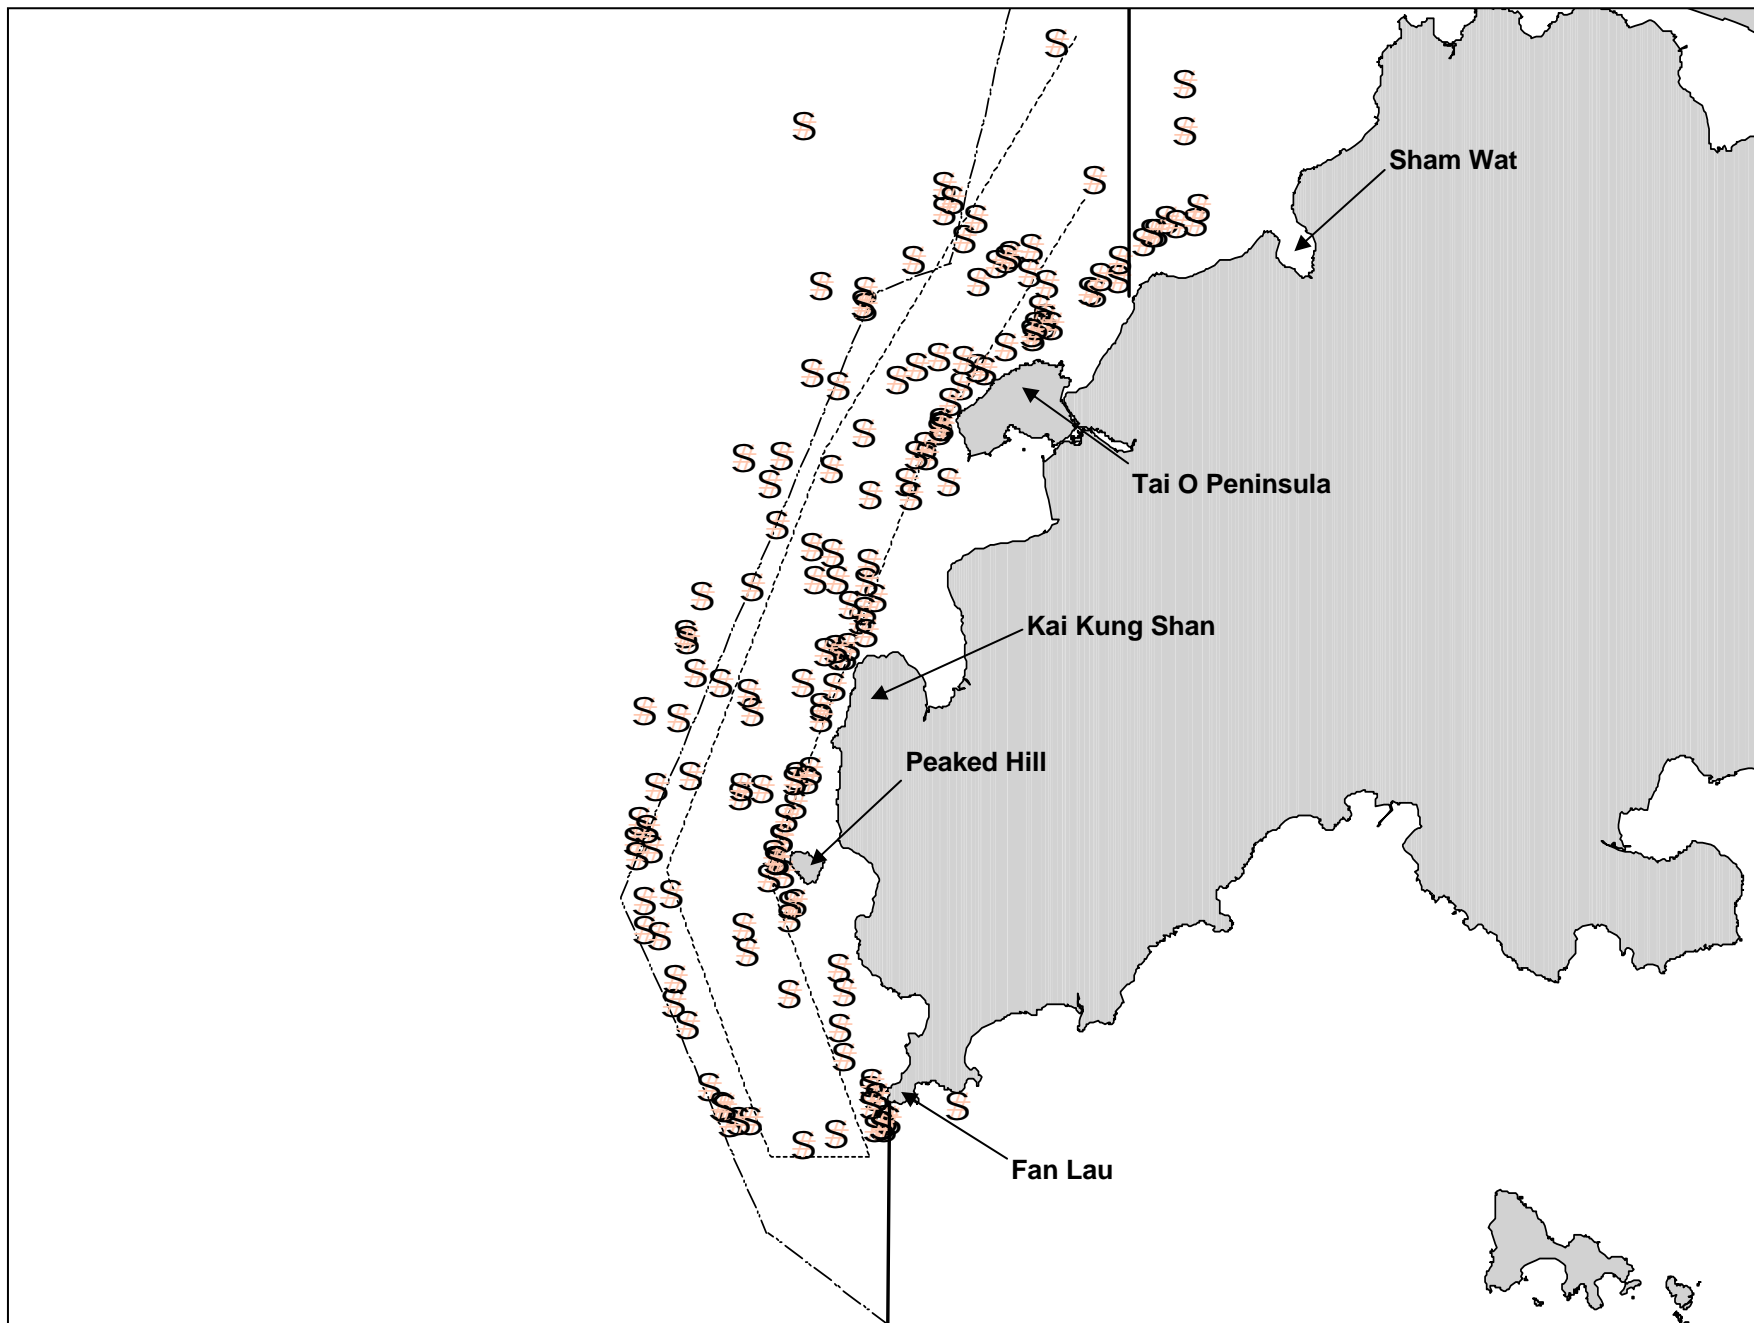 Sham Wat
Tai O Peninsula
Kai Kung Shan
Peaked Hill
Fan Lau